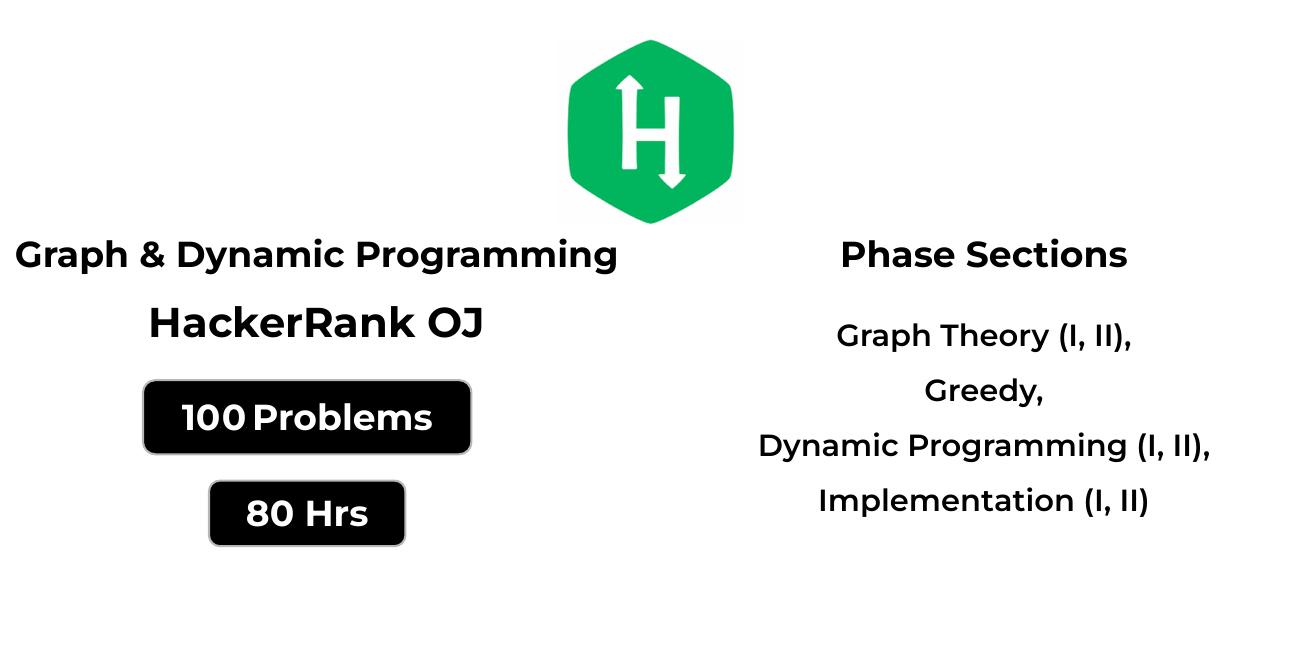 Graph & Dynamic Programming
HackerRank OJ
100 Problems
80 Hrs
Phase Sections
Graph Theory (I, II),
Greedy,
Dynamic Programming (I, II),
Implementation (I, II)